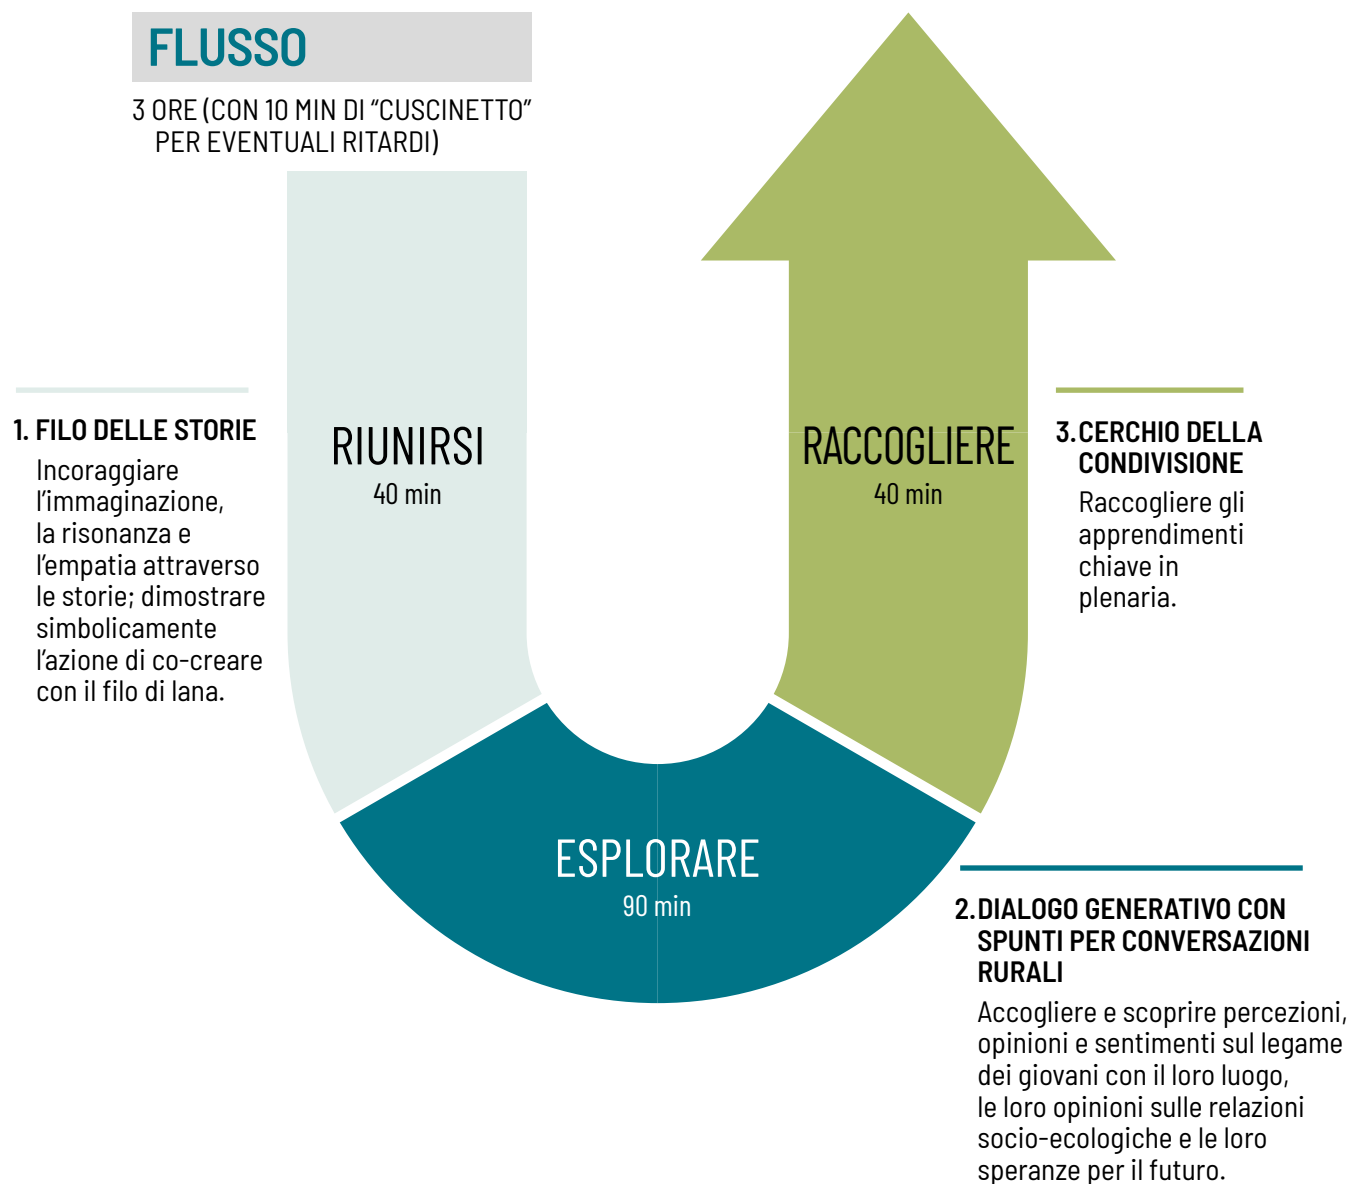 FLUSSO
3 ORE (CON 10 MIN DI “CUSCINETTO”
PER EVENTUALI RITARDI)
1. FILO DELLE STORIE
Incoraggiare
l’immaginazione,
la risonanza e
l’empatia attraverso
le storie; dimostrare
simbolicamente
l’azione di co-creare
con il filo di lana.
RIUNIRSI
40 min
RACCOGLIERE
40 min
3. CERCHIO DELLA
CONDIVISIONE
Raccogliere gli
apprendimenti
chiave in
plenaria.
ESPLORARE
90 min
2. DIALOGO GENERATIVO CON
SPUNTI PER CONVERSAZIONI
RURALI
Accogliere e scoprire percezioni,
opinioni e sentimenti sul legame
dei giovani con il loro luogo,
le loro opinioni sulle relazioni
socio-ecologiche e le loro
speranze per il futuro.